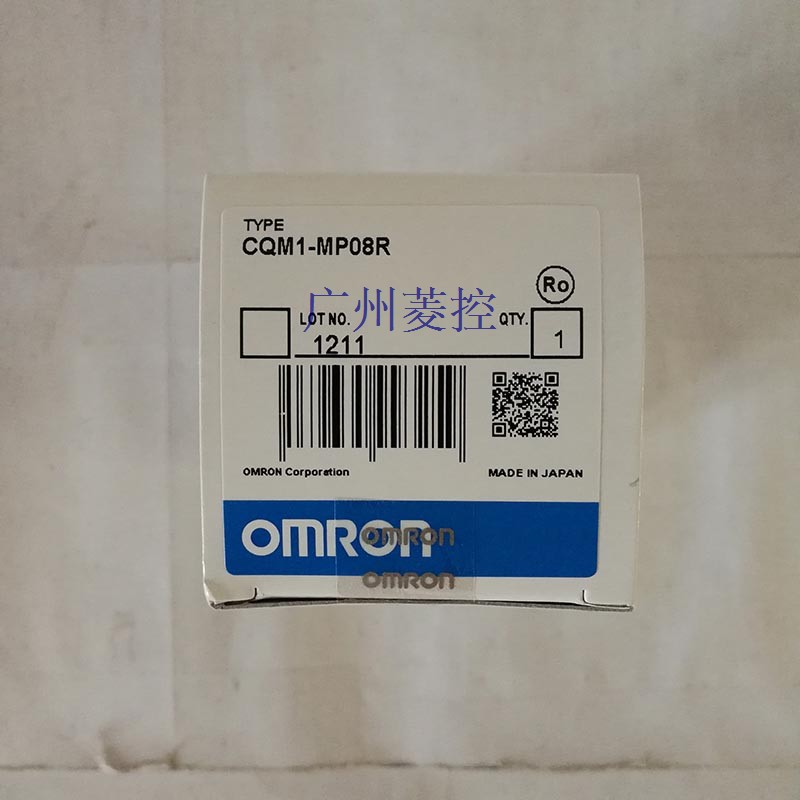 TYPE
CQM1-MP08R
Ro
广州菱控
LOT NO.
QTY.
1211
1
OMRON Corporation
MADE IN JAPAN
OMRON
OMRON
OMRON